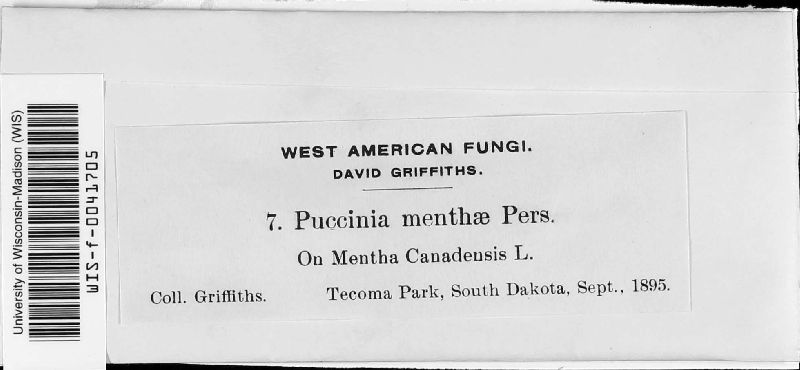 WEST AMERICAN FUNGI.
DAVID GRIFFITHS.
7. Puccinia menthæ Pers.
On Mentha Canadensis L.
Coll. Griffiths. Tecoma Park, South Dakota, Sept., 1895.
University of Wisconsin-Madison (WIS)
WIS-f-0041705